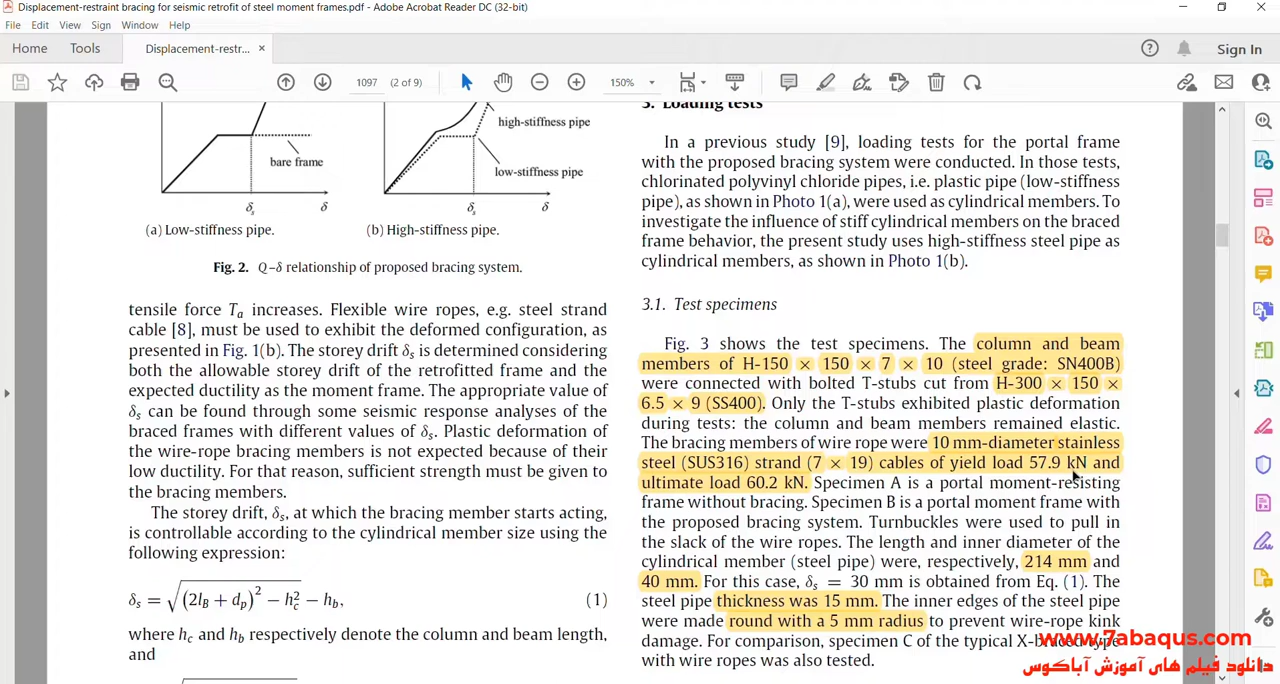 Displacement-restraint bracing for seismic retrofit of steel moment frames.pdf - Adobe Acrobat Reader DC (32-bit)
File Edit View Sign Window Help
Home Tools Displacement-restr... × Sign In
1097 (2 of 9) 150%
bare frame
δs δ
(a) Low-stiffness pipe.
high-stiffness pipe
low-stiffness pipe
δs δ
(b) High-stiffness pipe.
Fig. 2. Q–δ relationship of proposed bracing system.
tensile force Ta increases. Flexible wire ropes, e.g. steel strand
cable [8], must be used to exhibit the deformed configuration, as
presented in Fig. 1(b). The storey drift δs is determined considering
both the allowable storey drift of the retrofitted frame and the
expected ductility as the moment frame. The appropriate value of
δs can be found through some seismic response analyses of the
braced frames with different values of δs. Plastic deformation of
the wire-rope bracing members is not expected because of their
low ductility. For that reason, sufficient strength must be given to
the bracing members.
The storey drift, δs, at which the bracing member starts acting,
is controllable according to the cylindrical member size using the
following expression:
δs = √(2lB + dp)² − hc² − hb, (1)
where hc and hb respectively denote the column and beam length,
and
3. Loading tests
In a previous study [9], loading tests for the portal frame
with the proposed bracing system were conducted. In those tests,
chlorinated polyvinyl chloride pipes, i.e. plastic pipe (low-stiffness
pipe), as shown in Photo 1(a), were used as cylindrical members. To
investigate the influence of stiff cylindrical members on the braced
frame behavior, the present study uses high-stiffness steel pipe as
cylindrical members, as shown in Photo 1(b).
3.1. Test specimens
Fig. 3 shows the test specimens. The column and beam
members of H-150 × 150 × 7 × 10 (steel grade: SN400B)
were connected with bolted T-stubs cut from H-300 × 150 ×
6.5 × 9 (SS400). Only the T-stubs exhibited plastic deformation
during tests: the column and beam members remained elastic.
The bracing members of wire rope were 10 mm-diameter stainless
steel (SUS316) strand (7 × 19) cables of yield load 57.9 kN and
ultimate load 60.2 kN. Specimen A is a portal moment-resisting
frame without bracing. Specimen B is a portal moment frame with
the proposed bracing system. Turnbuckles were used to pull in
the slack of the wire ropes. The length and inner diameter of the
cylindrical member (steel pipe) were, respectively, 214 mm and
40 mm. For this case, δs = 30 mm is obtained from Eq. (1). The
steel pipe thickness was 15 mm. The inner edges of the steel pipe
were made round with a 5 mm radius to prevent wire-rope kink
damage. For comparison, specimen C of the typical X-braced type
with wire ropes was also tested.
www.7abaqus.com
دانلود فیلم های آموزش آباکوس